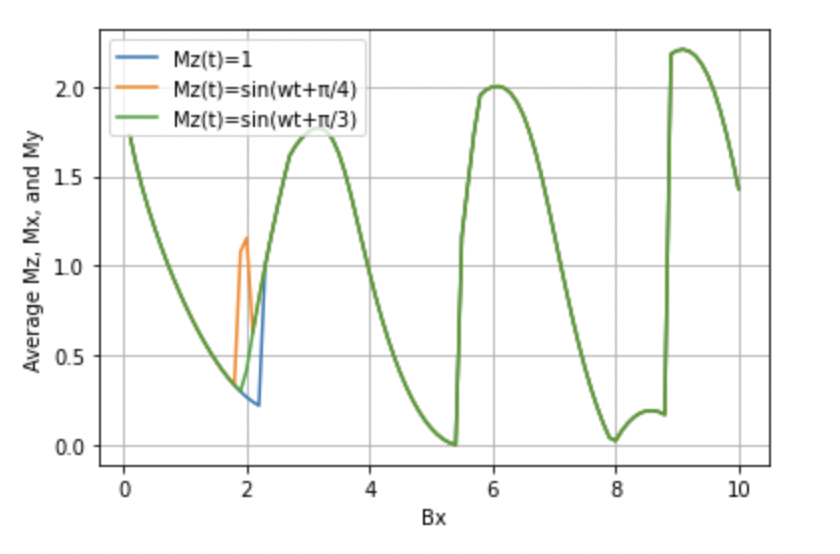 Mz(t)=1
Mz(t)=sin(wt+π/4)
Mz(t)=sin(wt+π/3)
Average Mz, Mx, and My
2.0
1.5
1.0
0.5
0.0
0 2 4 6 8 10
Bx